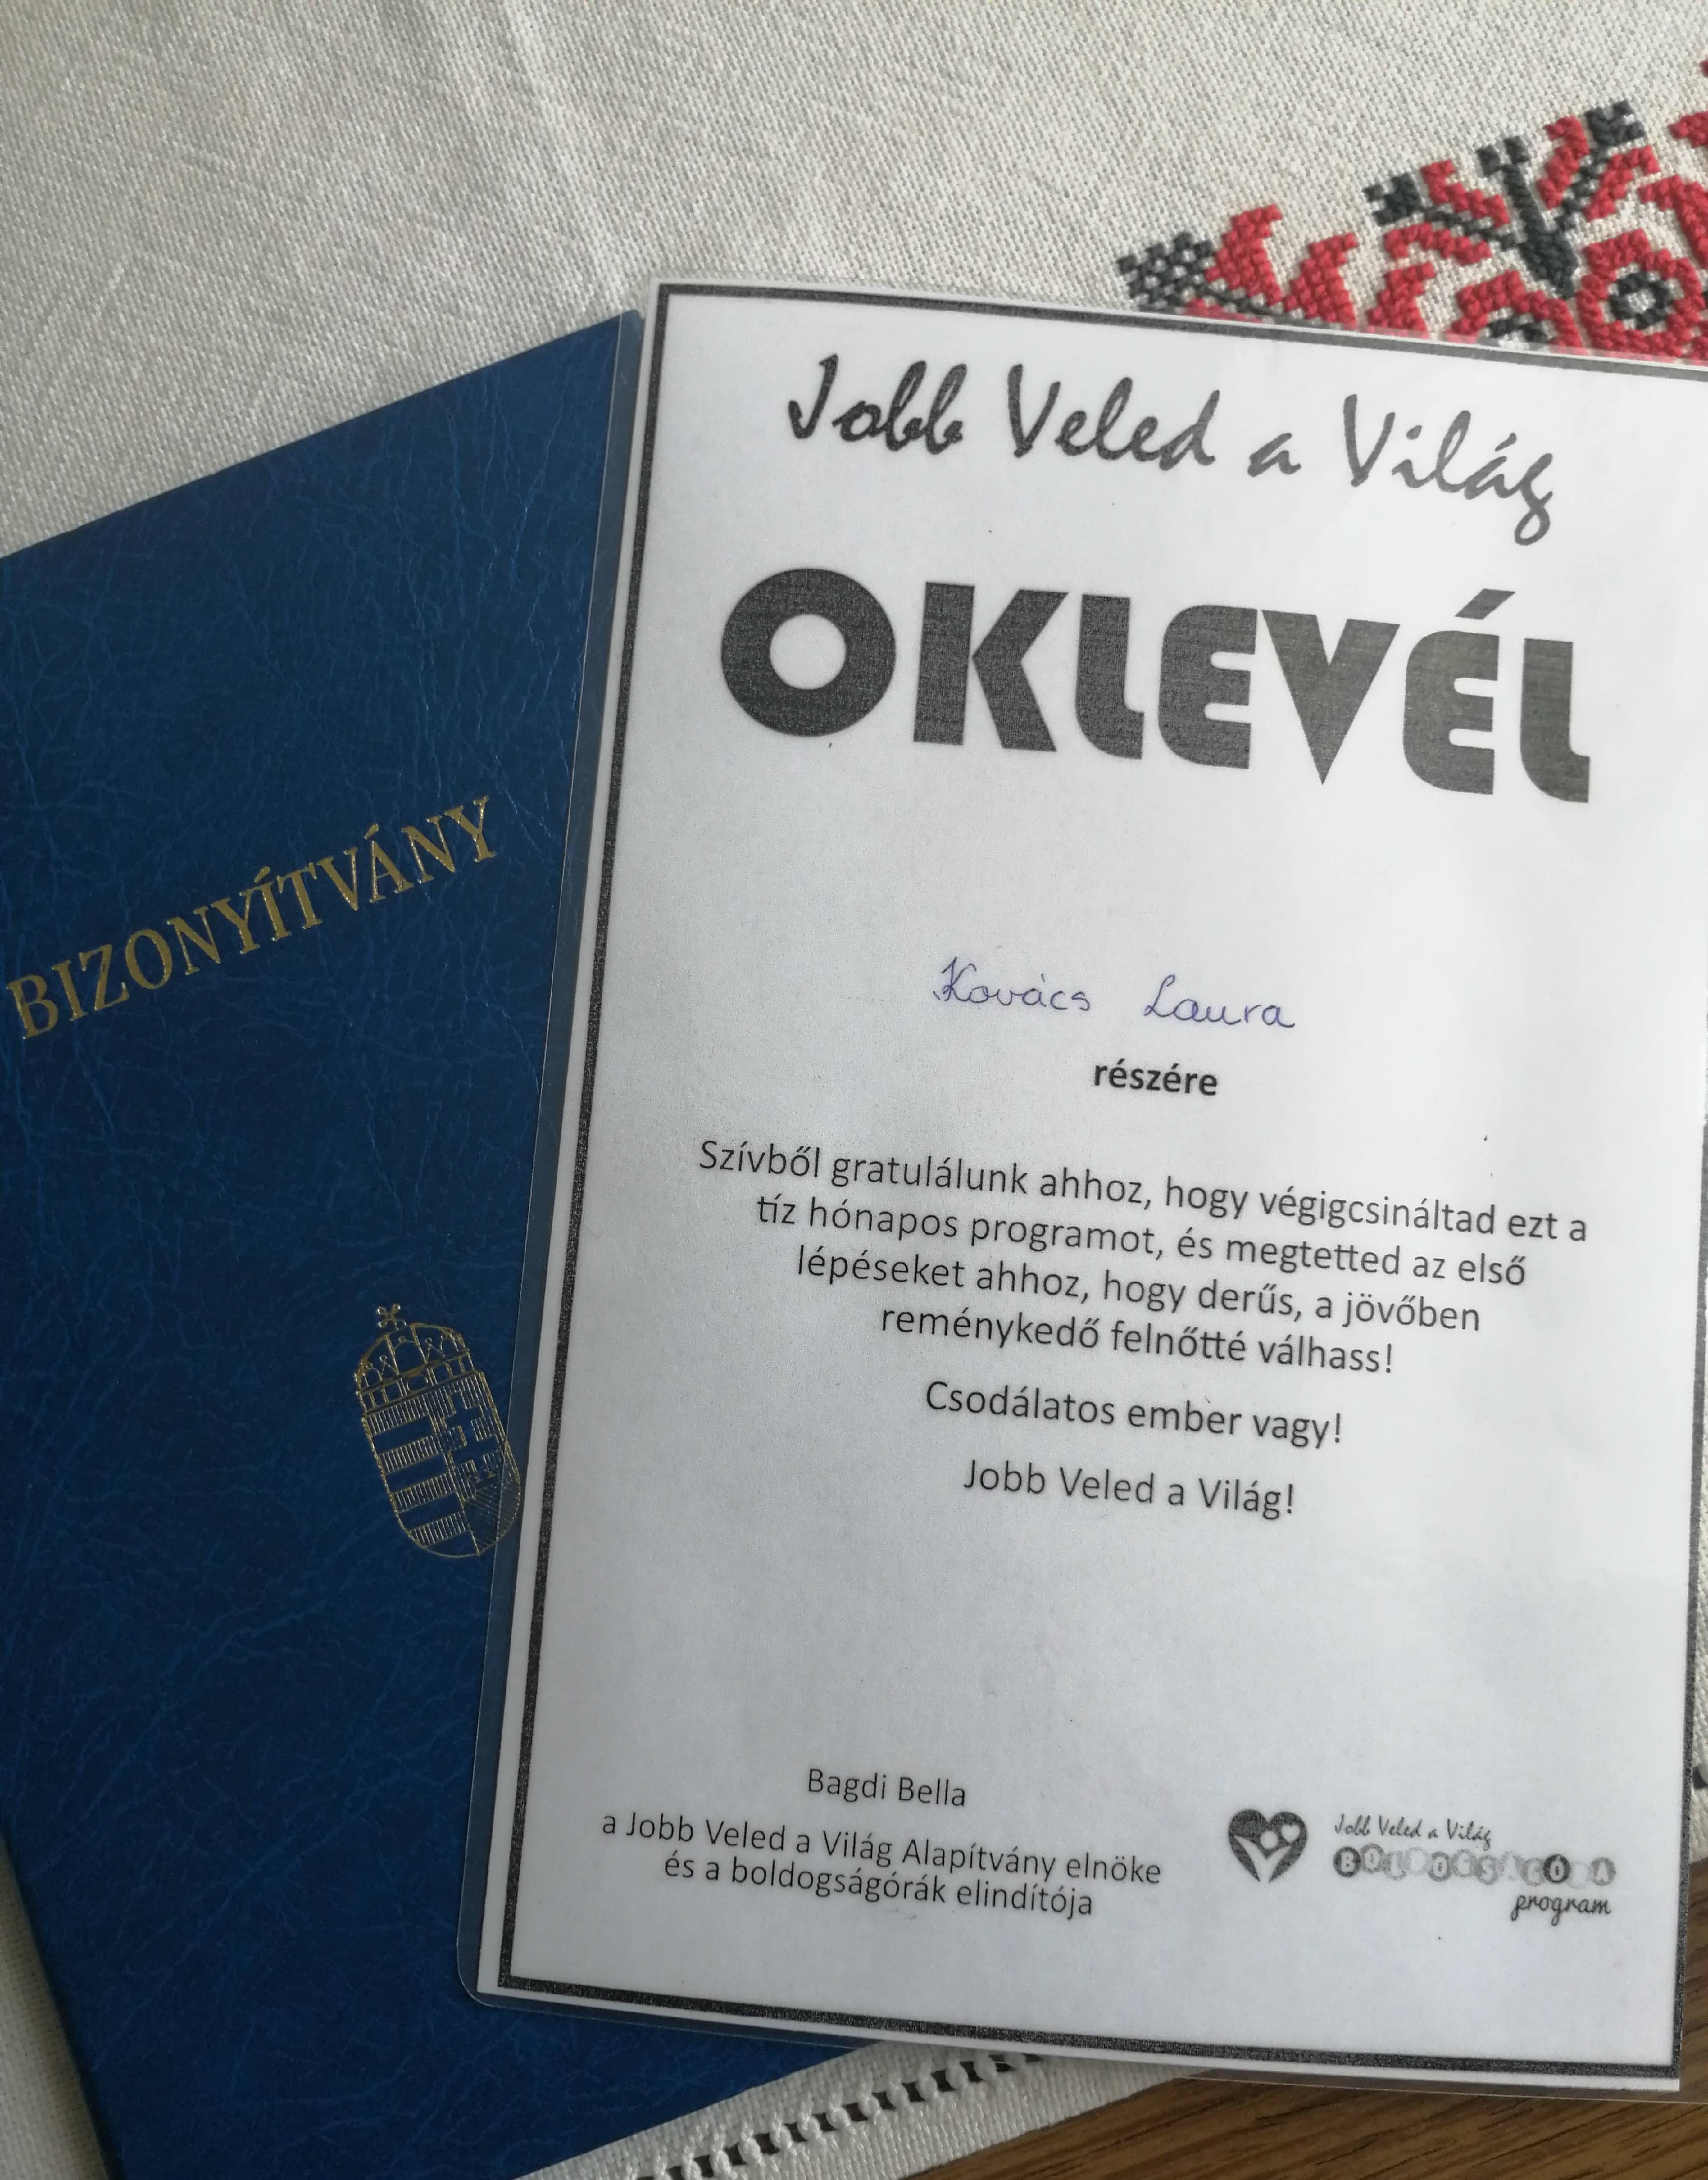 BIZONYÍTVÁNY
Jobb Veled a Világ
OKLEVÉL
Kovács Laura
részére
Szívből gratulálunk ahhoz, hogy végigcsináltad ezt a
tíz hónapos programot, és megtetted az első
lépéseket ahhoz, hogy derűs, a jövőben
reménykedő felnőtté válhass!
Csodálatos ember vagy!
Jobb Veled a Világ!
Bagdi Bella
a Jobb Veled a Világ Alapítvány elnöke
és a boldogságórák elindítója
Jobb Veled a Világ
BOLDOGSÁGÓRA
program